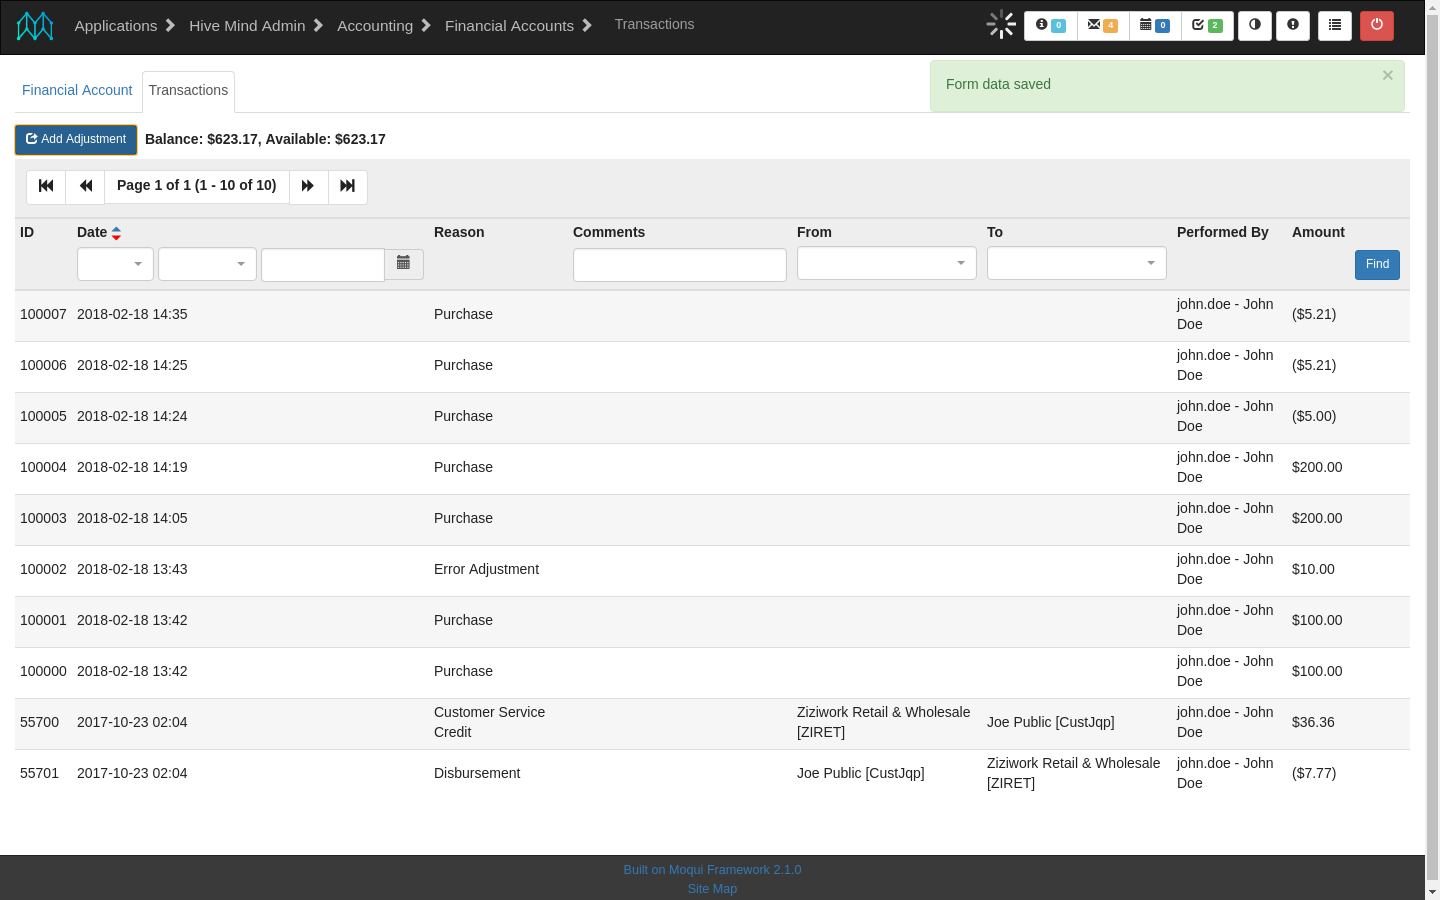 Applications Hive Mind Admin Accounting Financial Accounts Transactions 0 4 0 2
Financial Account Transactions
Form data saved ×
Add Adjustment Balance: $623.17, Available: $623.17
Page 1 of 1 (1 - 10 of 10)
ID Date Reason Comments From To Performed By Amount
Find
100007 2018-02-18 14:35 Purchase john.doe - John Doe ($5.21)
100006 2018-02-18 14:25 Purchase john.doe - John Doe ($5.21)
100005 2018-02-18 14:24 Purchase john.doe - John Doe ($5.00)
100004 2018-02-18 14:19 Purchase john.doe - John Doe $200.00
100003 2018-02-18 14:05 Purchase john.doe - John Doe $200.00
100002 2018-02-18 13:43 Error Adjustment john.doe - John Doe $10.00
100001 2018-02-18 13:42 Purchase john.doe - John Doe $100.00
100000 2018-02-18 13:42 Purchase john.doe - John Doe $100.00
55700 2017-10-23 02:04 Customer Service Credit Ziziwork Retail & Wholesale [ZIRET] Joe Public [CustJqp] john.doe - John Doe $36.36
55701 2017-10-23 02:04 Disbursement Joe Public [CustJqp] Ziziwork Retail & Wholesale [ZIRET] john.doe - John Doe ($7.77)
Built on Moqui Framework 2.1.0
Site Map